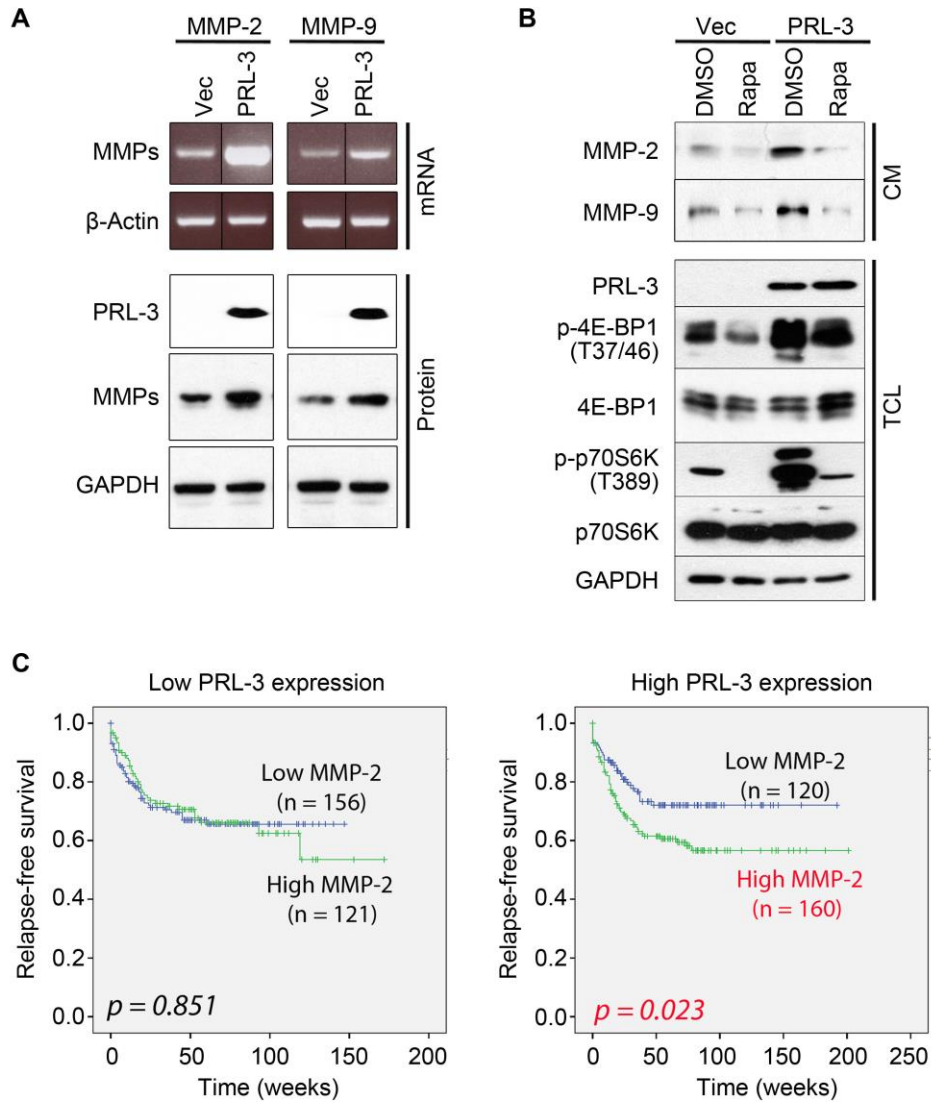 A
MMP-2 MMP-9
Vec PRL-3 Vec PRL-3
MMPs
β-Actin
mRNA
PRL-3
MMPs
GAPDH
Protein
B
Vec PRL-3
DMSO Rapa DMSO Rapa
MMP-2
MMP-9
CM
PRL-3
p-4E-BP1
(T37/46)
4E-BP1
p-p70S6K
(T389)
p70S6K
GAPDH
TCL
C
Low PRL-3 expression
Relapse-free survival
1.0
0.8
0.6
0.4
0.2
0.0
Low MMP-2
(n = 156)
High MMP-2
(n = 121)
p = 0.851
0 50 100 150 200
Time (weeks)
High PRL-3 expression
Relapse-free survival
1.0
0.8
0.6
0.4
0.2
0.0
Low MMP-2
(n = 120)
High MMP-2
(n = 160)
p = 0.023
0 50 100 150 200 250
Time (weeks)